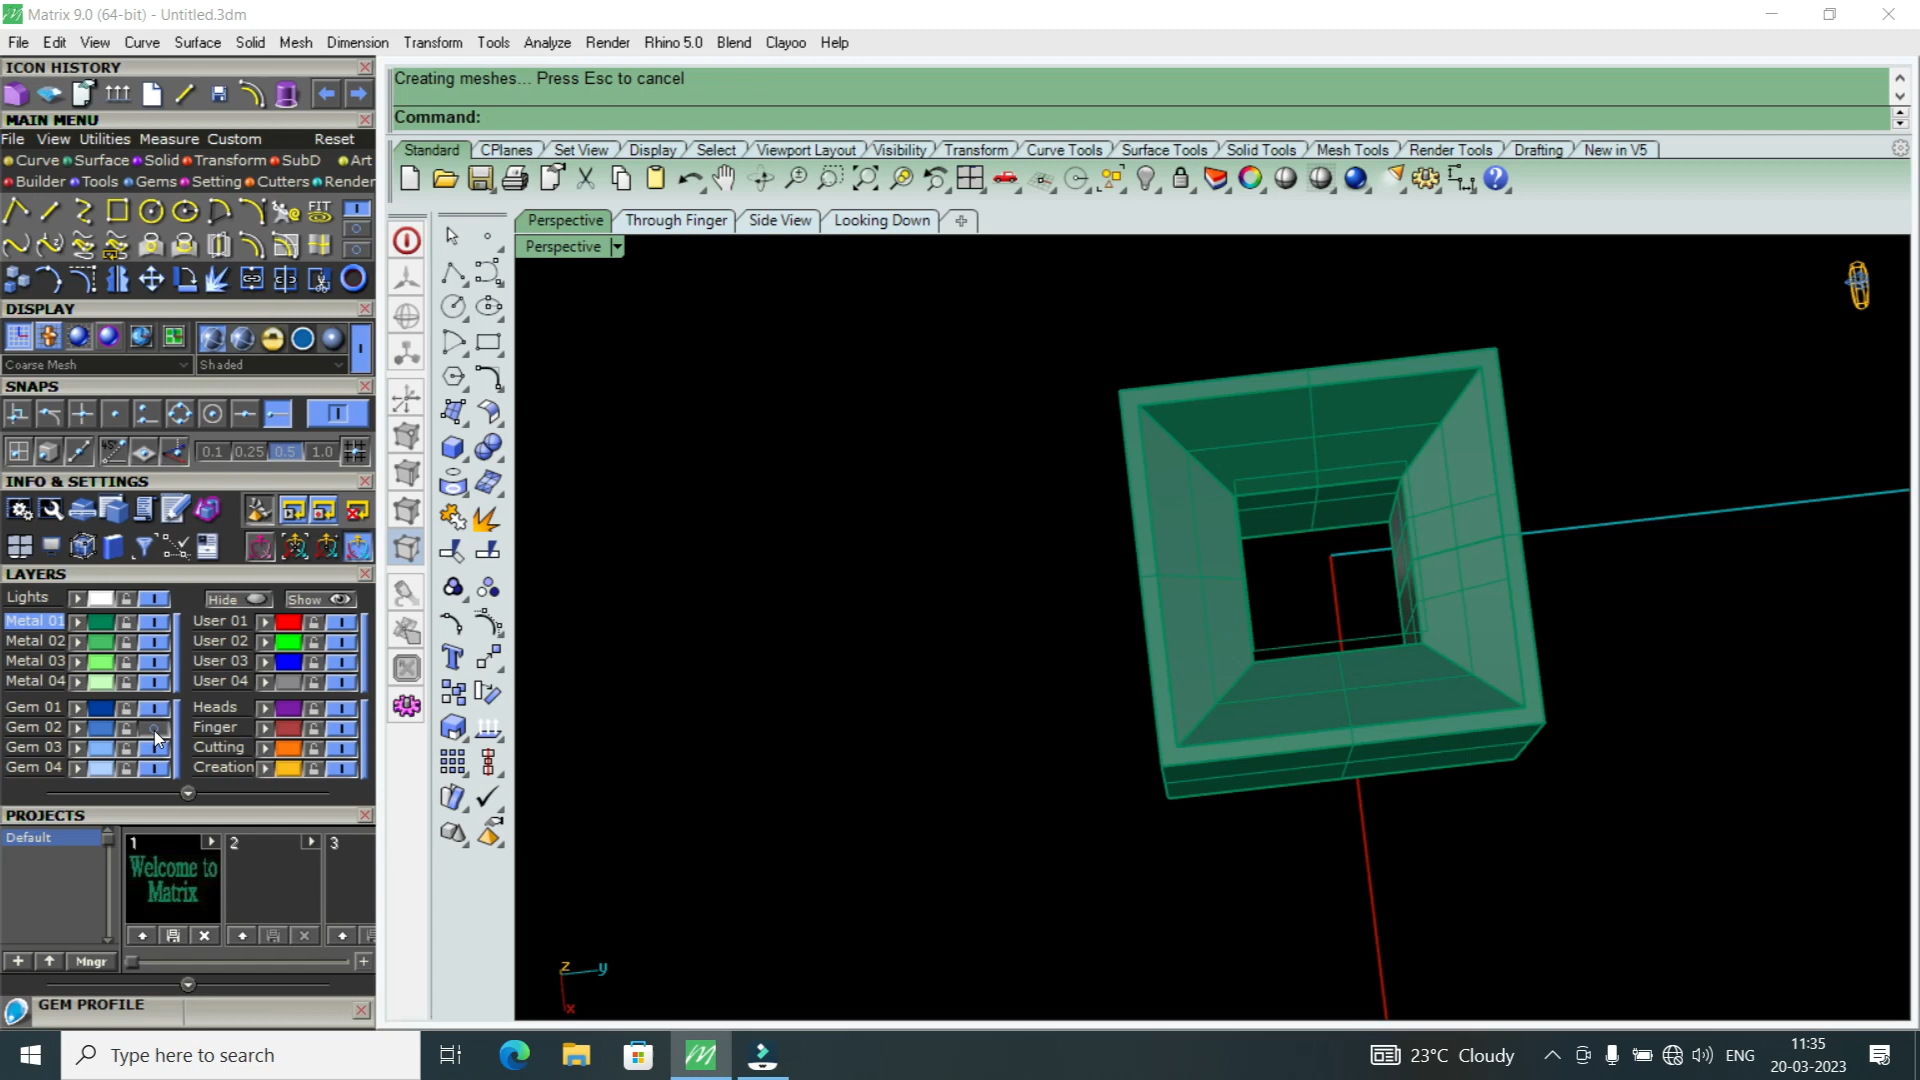 Matrix 9.0 (64-bit) - Untitled.3dm
File Edit View Curve Surface Solid Mesh Dimension Transform Tools Analyze Render Rhino 5.0 Blend Clayoo Help
ICON HISTORY
Creating meshes... Press Esc to cancel
Command:
MAIN MENU
File View Utilities Measure Custom Reset
Curve Surface Solid Transform SubD Art
Builder Tools Gems Setting Cutters Render
Standard CPlanes Set View Display Select Viewport Layout Visibility Transform Curve Tools Surface Tools Solid Tools Mesh Tools Render Tools Drafting New in V5
FIT
Perspective Through Finger Side View Looking Down
Perspective
DISPLAY
Coarse Mesh Shaded
SNAPS
0.1 0.25 0.5 1.0
INFO & SETTINGS
LAYERS
Lights Hide Show
Metal 01 User 01
Metal 02 User 02
Metal 03 User 03
Metal 04 User 04
Gem 01 Heads
Gem 02 Finger
Gem 03 Cutting
Gem 04 Creation
PROJECTS
Default
1 2 3
Welcome to
Matrix
Mngr
GEM PROFILE
z y
x
Type here to search
23°C Cloudy
ENG
11:35
20-03-2023